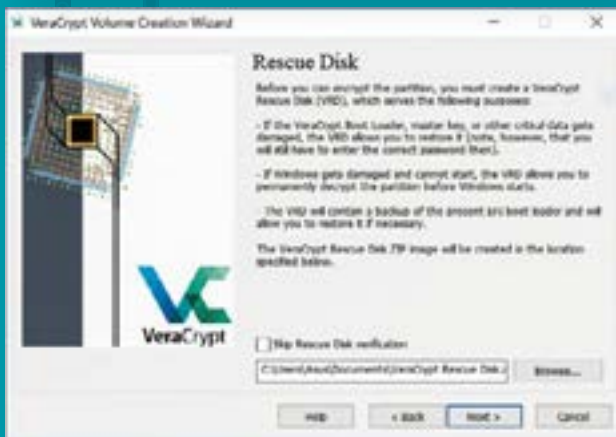 VeraCrypt Volume Creation Wizard
Rescue Disk
Before you can encrypt the partition, you must create a VeraCrypt
Rescue Disk (VRD), which serves the following purposes:
- If the VeraCrypt Boot Loader, master key, or other critical data gets
damaged, the VRD allows you to restore it (note, however, that you
will still have to enter the correct password then).
- If Windows gets damaged and cannot start, the VRD allows you to
permanently decrypt the partition before Windows starts.
- The VRD will contain a backup of the present boot loader and will
allow you to restore it if necessary.
The VeraCrypt Rescue Disk ZIP image will be created in the location
specified below.
VeraCrypt
Skip Rescue Disk verification
C:\Users\Asus\Documents\VeraCrypt Rescue Disk.
Browse...
Help
< Back
Next >
Cancel